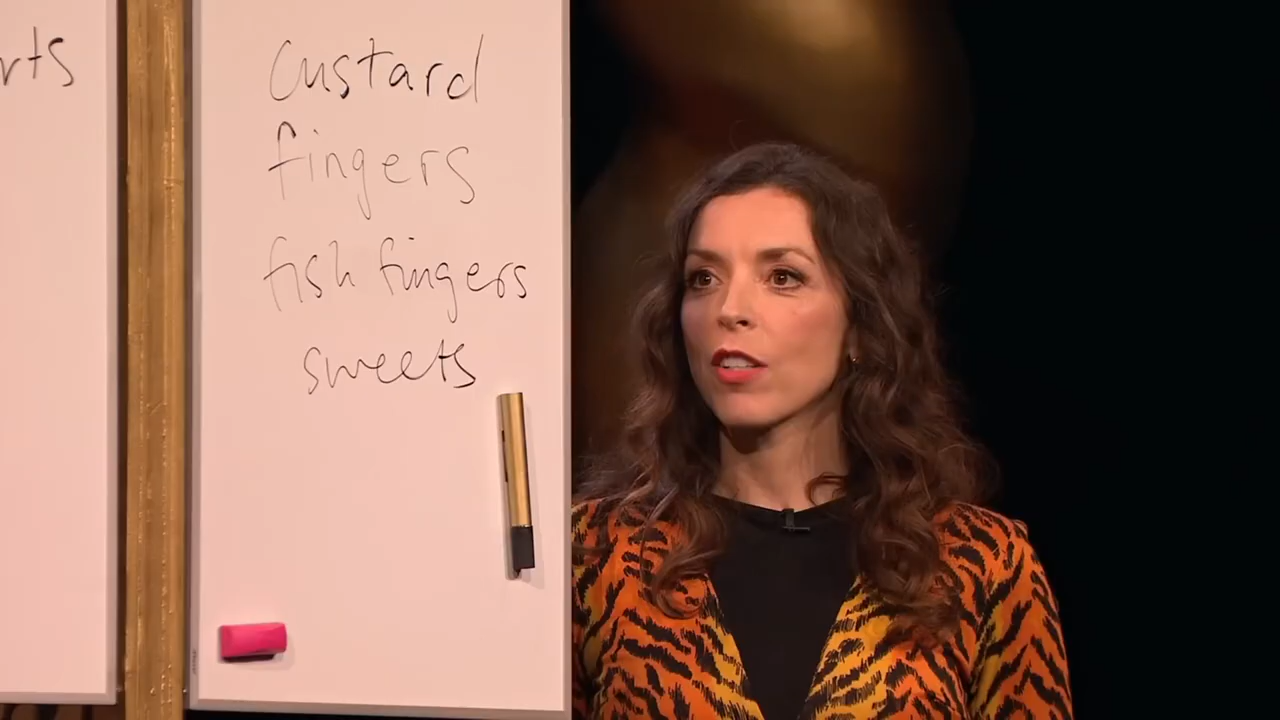 rts
Custard
fingers
fish fingers
sweets